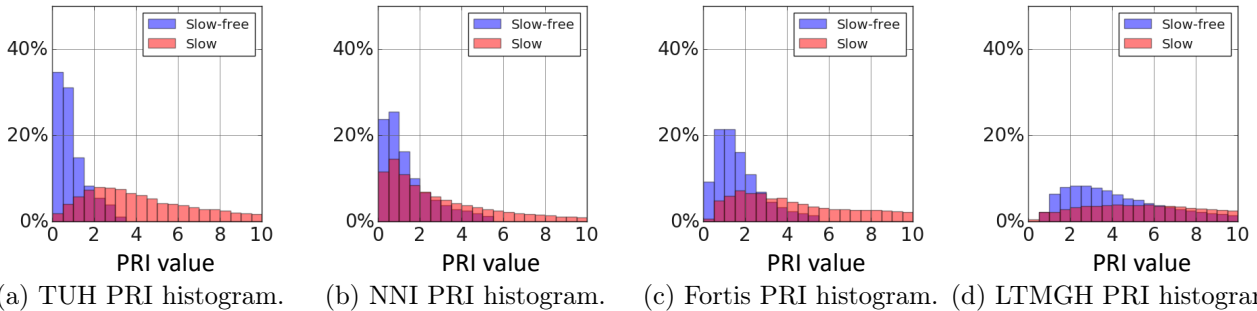 Slow-free
Slow
40%
20%
0%
0 2 4 6 8 10
PRI value
(a) TUH PRI histogram.
Slow-free
Slow
40%
20%
0%
0 2 4 6 8 10
PRI value
(b) NNI PRI histogram.
Slow-free
Slow
40%
20%
0%
0 2 4 6 8 10
PRI value
(c) Fortis PRI histogram.
Slow-free
Slow
40%
20%
0%
0 2 4 6 8 10
PRI value
(d) LTMGH PRI histogram